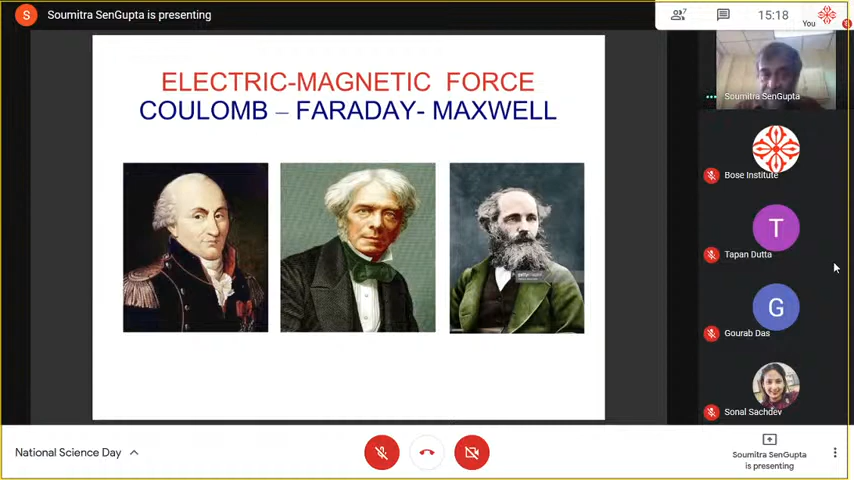 S
Soumitra SenGupta is presenting
7
15:18
You
ELECTRIC-MAGNETIC FORCE
COULOMB – FARADAY- MAXWELL
Soumitra SenGupta
Bose Institute
T
Tapan Dutta
G
Gourab Das
Sonal Sachdev
National Science Day
Soumitra SenGupta
is presenting